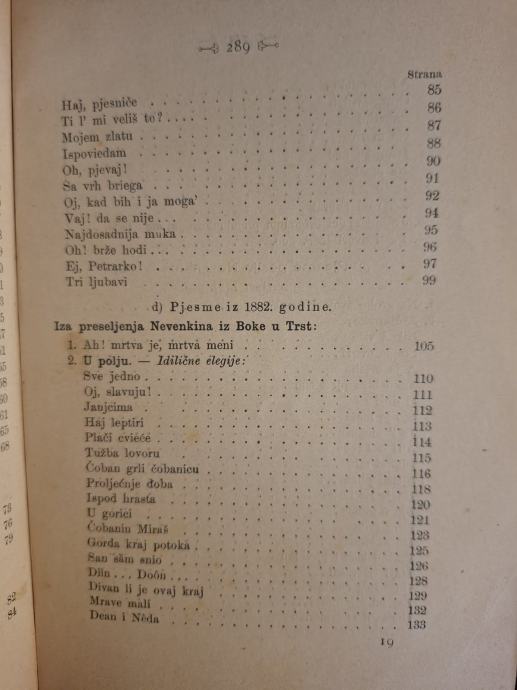 289
Strana
Haj, pjesniče . . . 85
Ti l' mi veliš to? . . . 86
Mojem zlatu . . . 87
Ispoviedam . . . 88
Oh, pjevaj! . . . 90
Sa vrh briega . . . 91
Oj, kad bih i ja moga' . . . 92
Vaj! da se nije . . . 94
Najdosadnija muka . . . 95
Oh! brže hodi . . . 96
Ej, Petrarko! . . . 97
Tri ljubavi . . . 99
d) Pjesme iz 1882. godine.
Iza preseljenja Nevenkina iz Boke u Trst:
1. Ah! mrtva je, mrtva meni . . . 105
2. U polju. — Idilične elegije:
Sve jedno . . . 110
Oj, slavuju! . . . 111
Janjcima . . . 112
Haj leptiri . . . 113
Plači cvieće . . . 114
Tužba lovoru . . . 115
Čoban grli čobanicu . . . 116
Proljećnje doba . . . 118
Ispod hrasta . . . 120
U gorici . . . 121
Čobanin Miraš . . . 123
Gorda kraj potoka . . . 125
San sâm snio . . . 126
Dlin . . . Doôn . . . 128
Divan li je ovaj kraj . . . 129
Mrave mali . . . 132
Dean i Nêda . . . 133
19